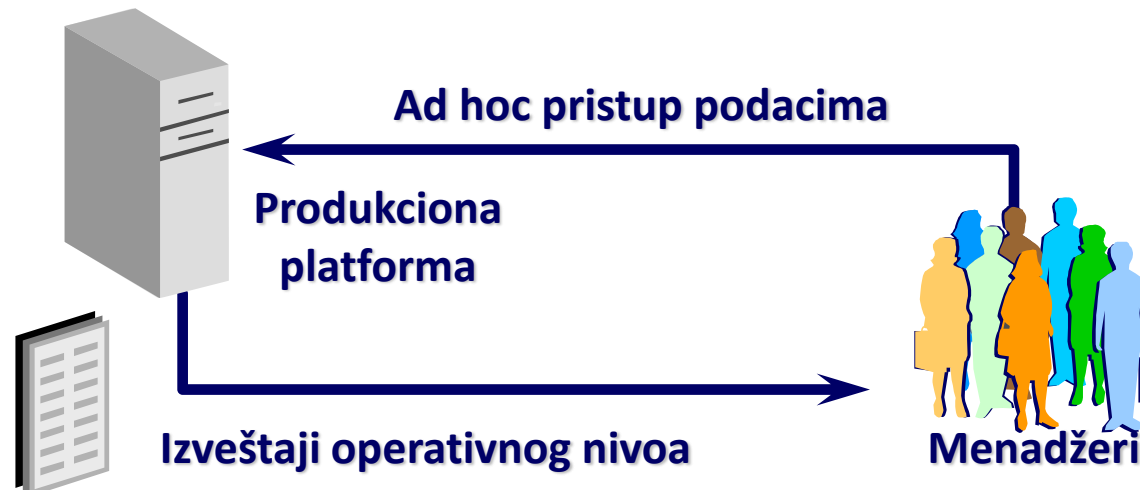 Ad hoc pristup podacima
Produkciona
platforma
Izveštaji operativnog nivoa
Menadžeri